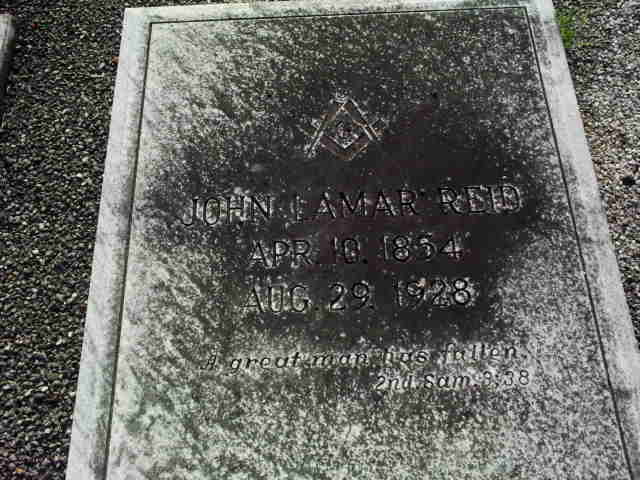 G
JOHN LAMAR REID
APR. 10. 1854
AUG. 29. 1928
A great man has fallen.
2nd Sam. 3:38